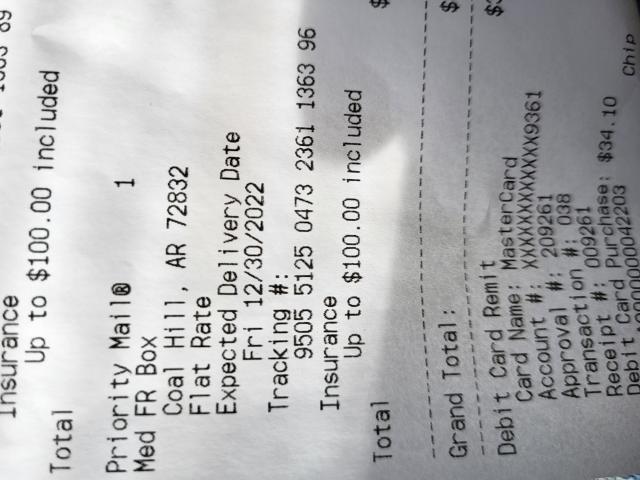 1363 89
Insurance
Up to $100.00 included
Total
Priority Mail® 1
Med FR Box
Coal Hill, AR 72832
Flat Rate
Expected Delivery Date
Fri 12/30/2022
Tracking #:
9505 5125 0473 2361 1363 96
Insurance
Up to $100.00 included
Total $
Grand Total: $
Debit Card Remit $
Card Name: MasterCard
Account #: XXXXXXXXXXXX9361
Approval #: 209261
Transaction #: 038
Receipt #: 009261
Debit Card Purchase: $34.10
Chip